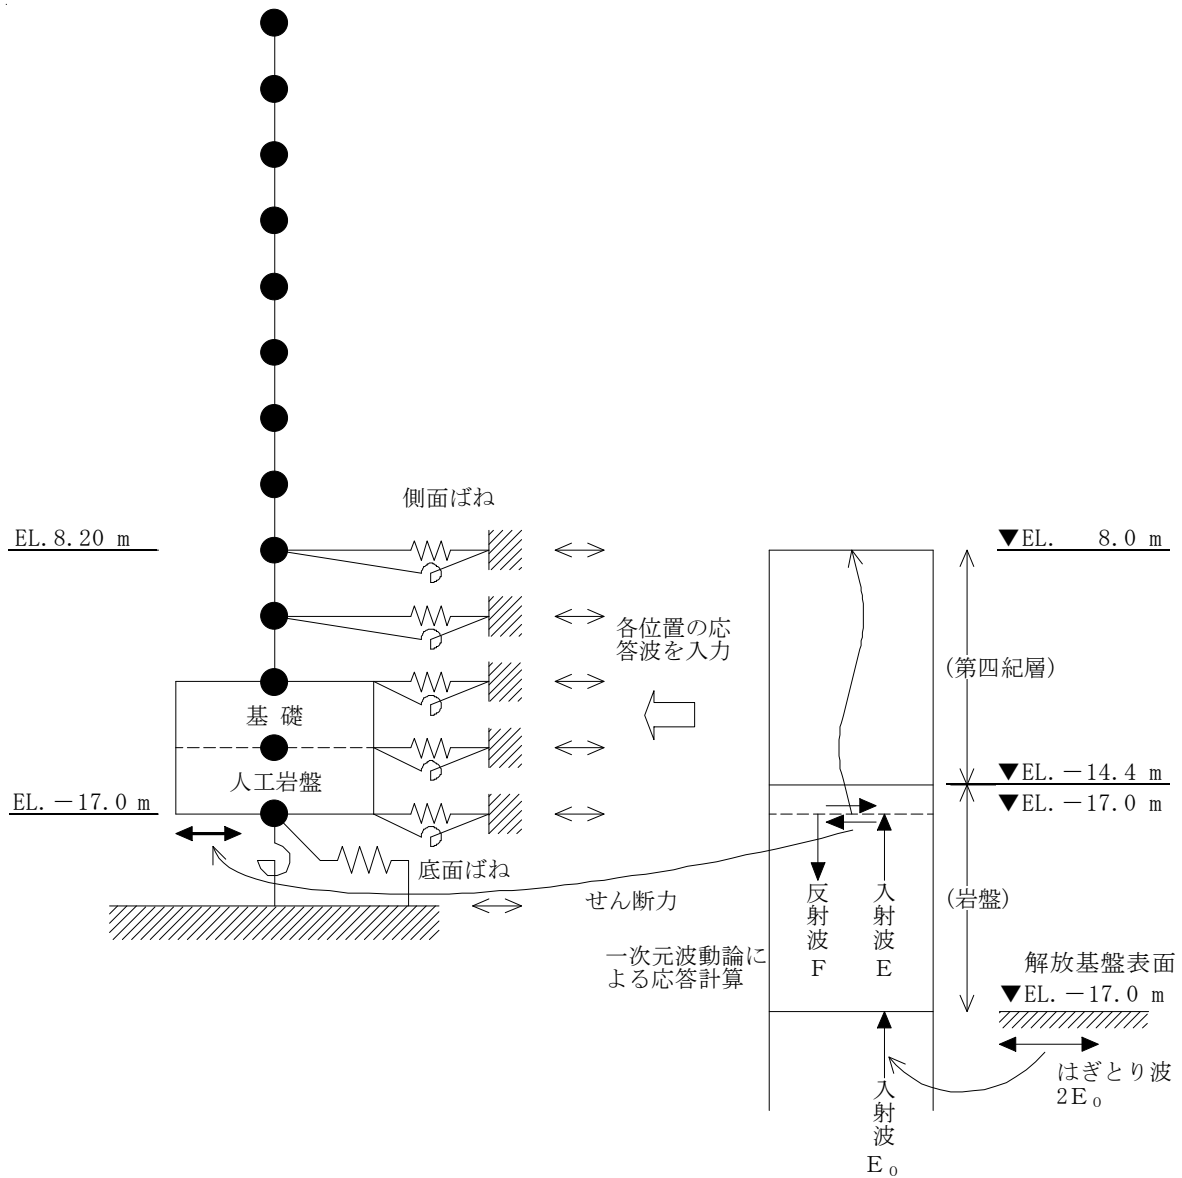 側面ばね
EL.8.20 m
▼EL.　8.0 m
各位置の応
答波を入力
(第四紀層)
基 礎
人工岩盤
EL.－17.0 m
▼EL.－14.4 m
▼EL.－17.0 m
底面ばね
せん断力
反射波F
入射波E
(岩盤)
一次元波動論に
よる応答計算
解放基盤表面
▼EL.－17.0 m
はぎとり波
2E₀
入射波E₀